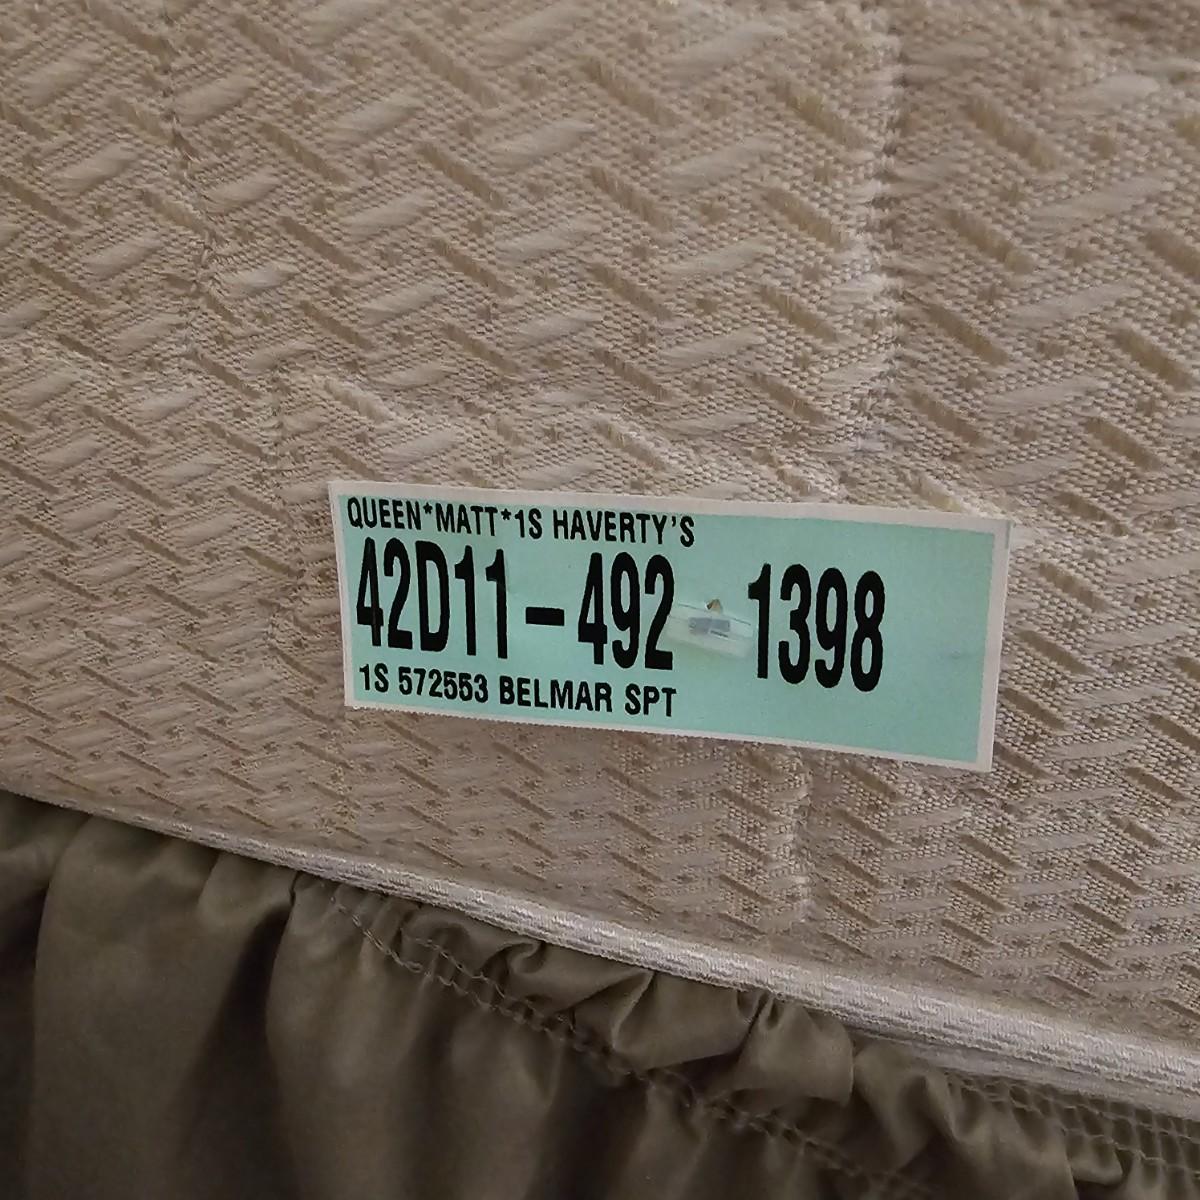 QUEEN*MATT*1S HAVERTY'S
42D11-492 1398
1S 572553 BELMAR SPT